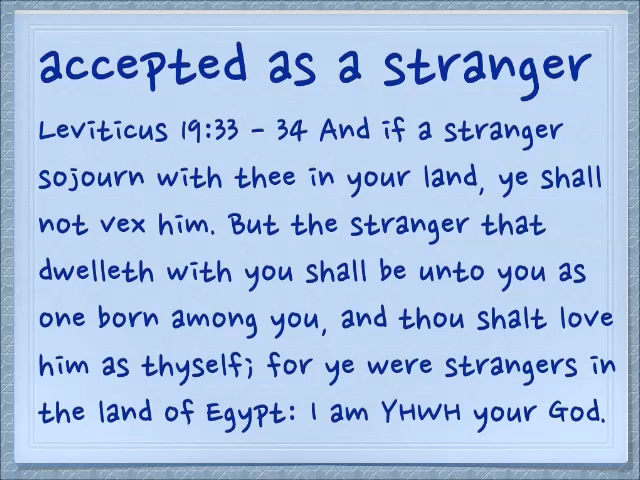 accepted as a stranger
Leviticus 19:33 - 34 And if a stranger
sojourn with thee in your land, ye shall
not vex him. But the stranger that
dwelleth with you shall be unto you as
one born among you, and thou shalt love
him as thyself; for ye were strangers in
the land of Egypt: I am YHWH your God.